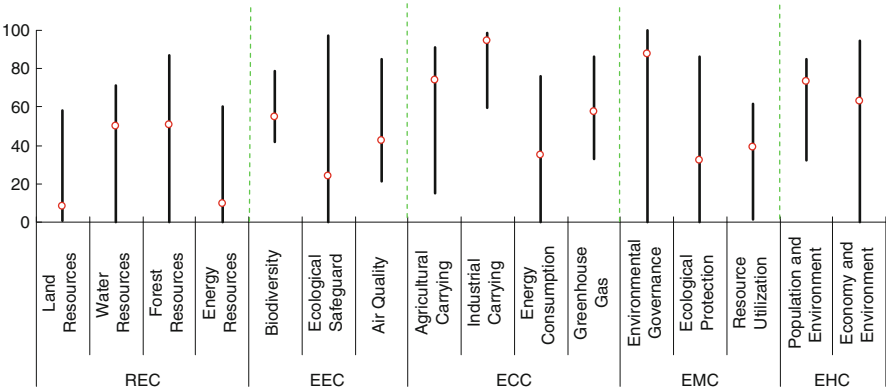 100
80
60
40
20
0
Land
Resources
Water
Resources
Forest
Resources
Energy
Resources
Biodiversity
Ecological
Safeguard
Air Quality
Agricultural
Carrying
Industrial
Carrying
Energy
Consumption
Greenhouse
Gas
Environmental
Governance
Ecological
Protection
Resource
Utilization
Population and
Environment
Economy and
Environment
REC
EEC
ECC
EMC
EHC